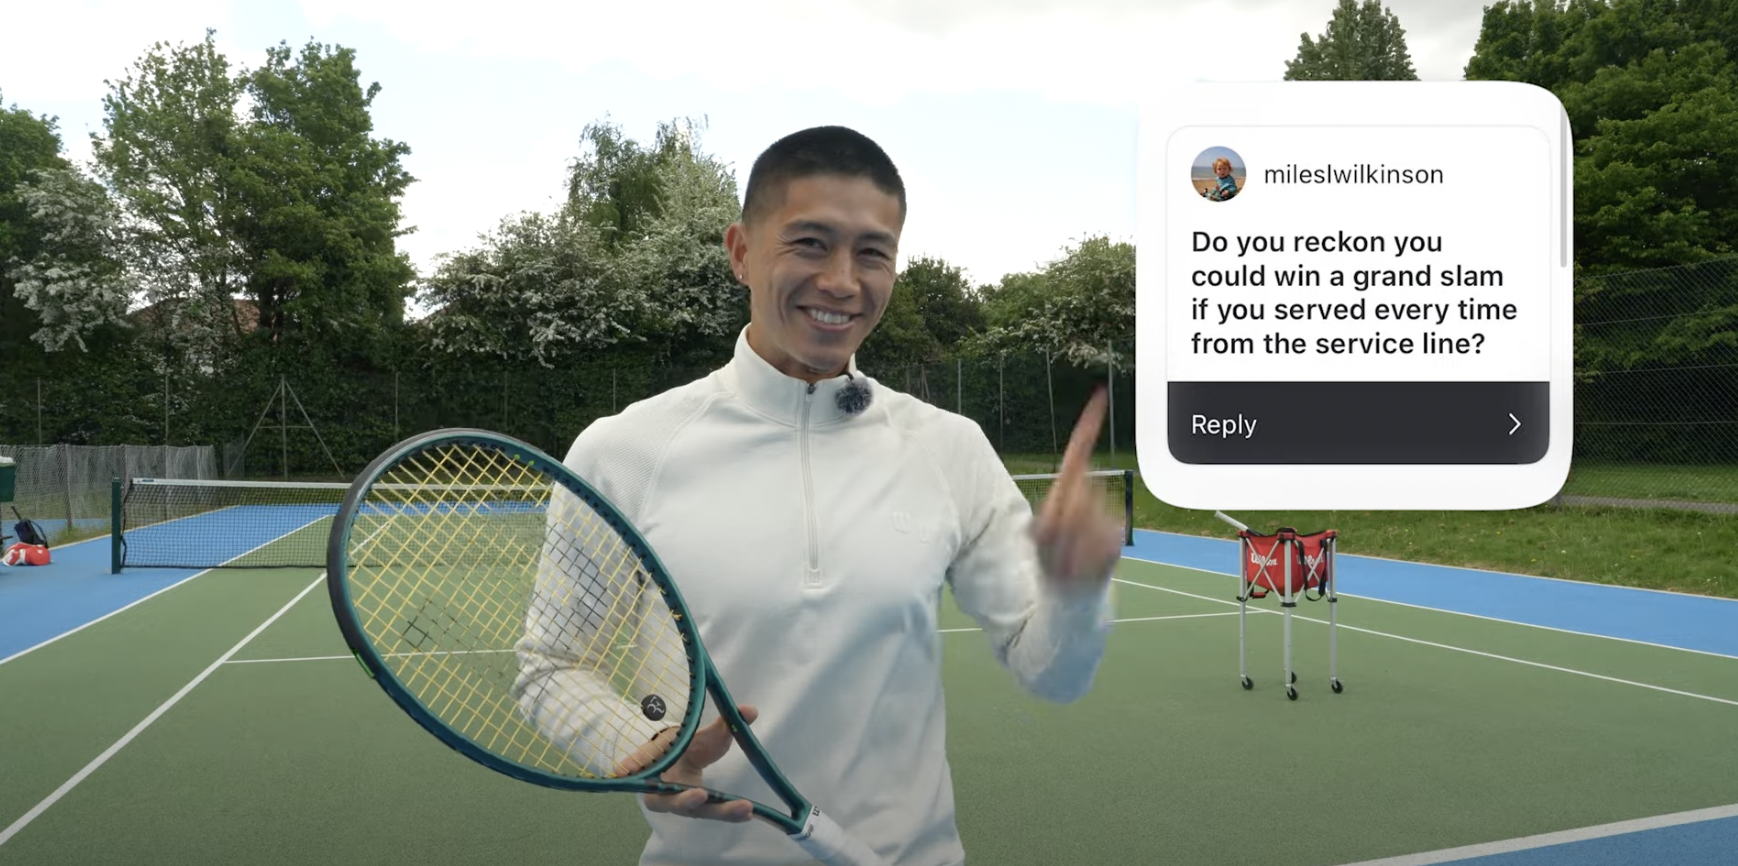 mileslwilkinson
Do you reckon you
could win a grand slam
if you served every time
from the service line?
Reply
Wilson